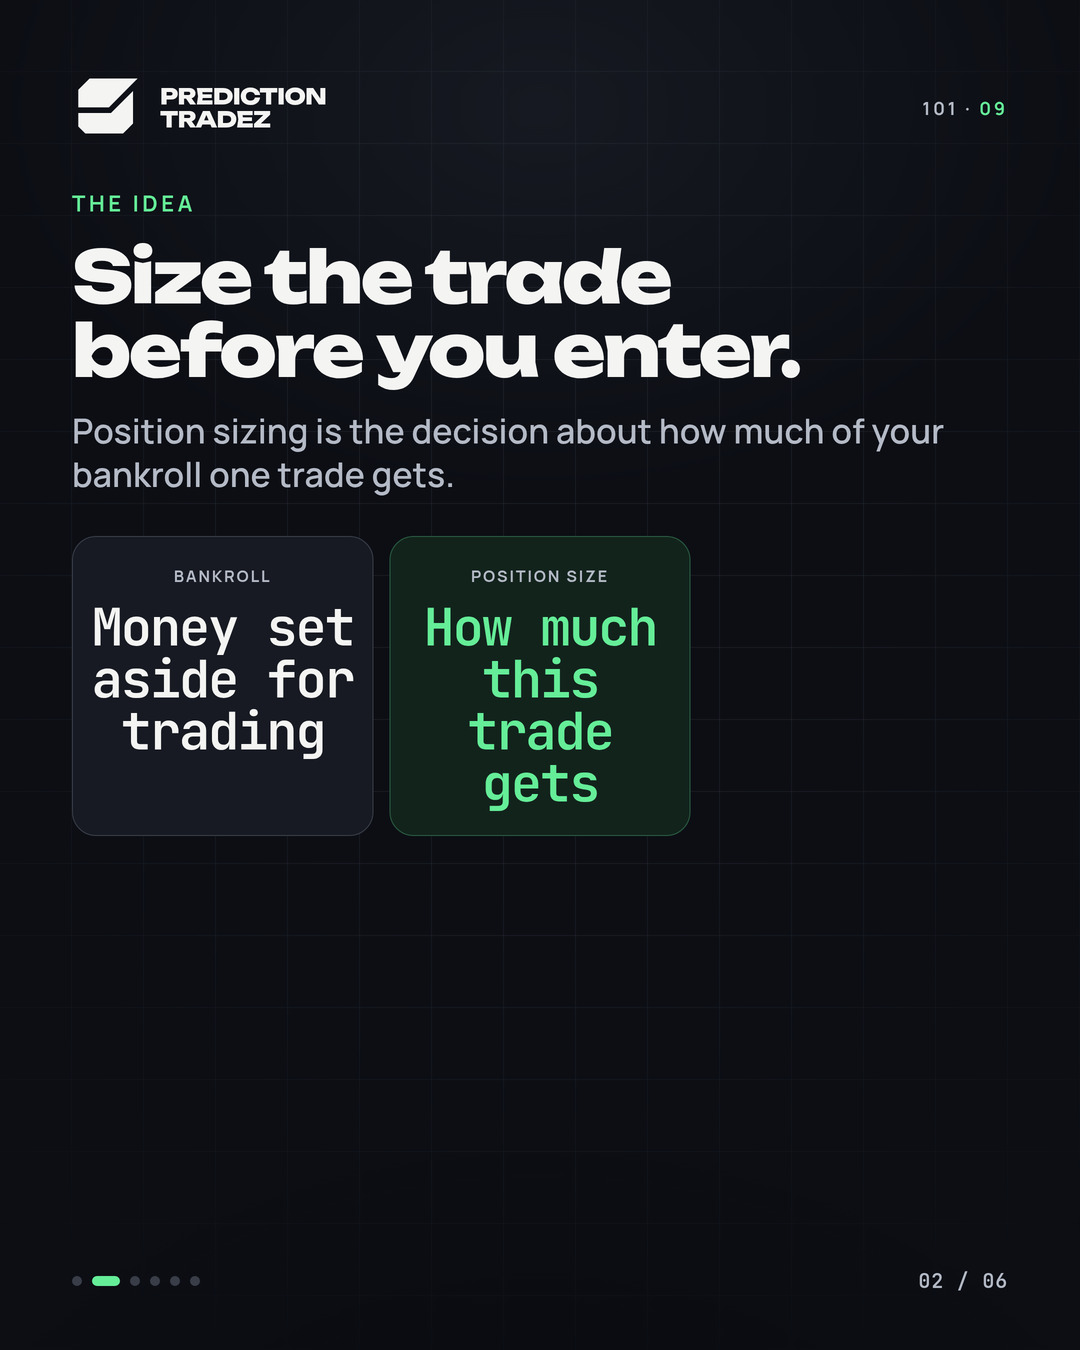 PREDICTION
TRADEZ
101 · 09
THE IDEA
Size the trade
before you enter.
Position sizing is the decision about how much of your
bankroll one trade gets.
BANKROLL
Money set
aside for
trading
POSITION SIZE
How much
this
trade
gets
02 / 06